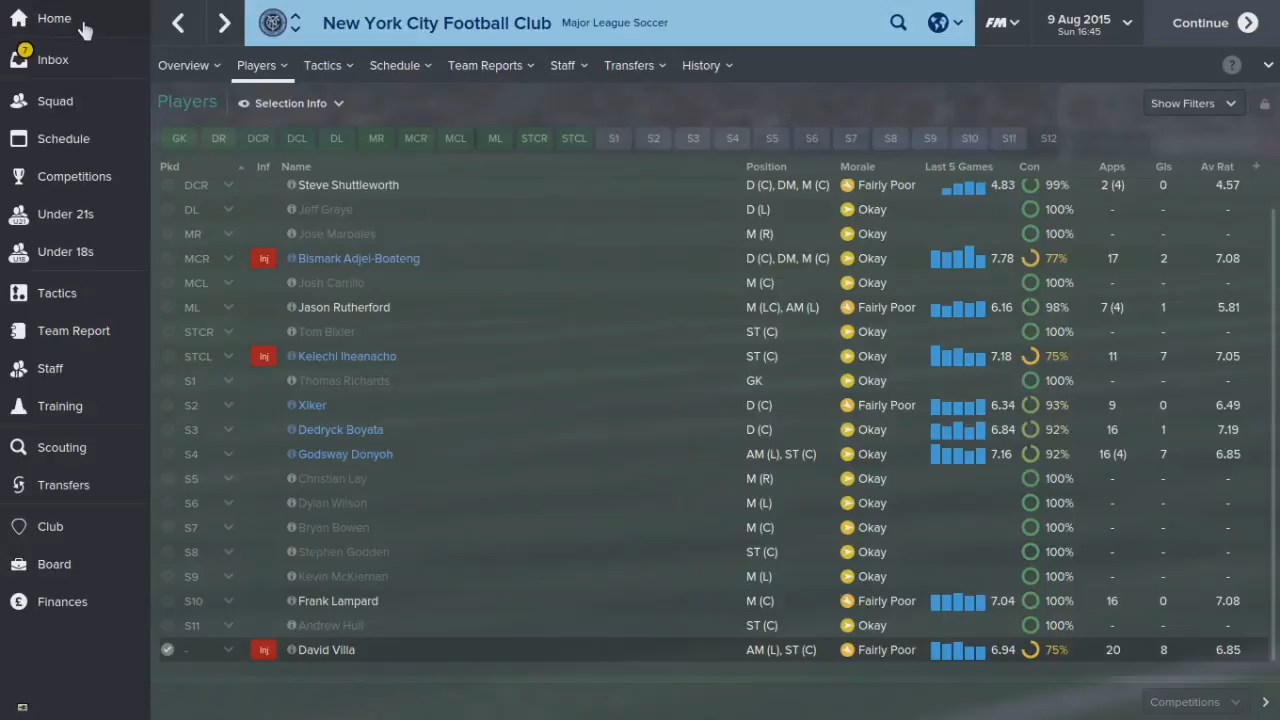 Home
New York City Football Club Major League Soccer FM 9 Aug 2015 Sun 16:45 Continue
7 Inbox
Overview Players Tactics Schedule Team Reports Staff Transfers History ?
Squad
Players Selection Info Show Filters
Schedule
GK DR DCR DCL DL MR MCR MCL ML STCR STCL S1 S2 S3 S4 S5 S6 S7 S8 S9 S10 S11 S12
Competitions
Under 21s
Under 18s
Tactics
Team Report
Staff
Training
Scouting
Transfers
Club
Board
Finances
Pkd Inf Name Position Morale Last 5 Games Con Apps Gls Av Rat
DCR Steve Shuttleworth D (C), DM, M (C) Fairly Poor 4.83 99% 2 (4) 0 4.57
DL Jeff Graye D (L) Okay 100% - - -
MR Jose Maroales M (R) Okay 100% - - -
MCR Inj Bismark Adjei-Boateng D (C), DM, M (C) Okay 7.78 77% 17 2 7.08
MCL Josh Carrillo M (C) Okay 100% - - -
ML Jason Rutherford M (LC), AM (L) Fairly Poor 6.16 98% 7 (4) 1 5.81
STCR Tom Bixler ST (C) Okay 100% - - -
STCL Inj Kelechi Iheanacho ST (C) Okay 7.18 75% 11 7 7.05
S1 Thomas Richards GK Okay 100% - - -
S2 Xiker D (C) Fairly Poor 6.34 93% 9 0 6.49
S3 Dedryck Boyata D (C) Okay 6.84 92% 16 1 7.19
S4 Godsway Donyoh AM (L), ST (C) Okay 7.16 92% 16 (4) 7 6.85
S5 Christian Lay M (R) Okay 100% - - -
S6 Dylan Wilson M (L) Okay 100% - - -
S7 Bryan Bowen M (C) Okay 100% - - -
S8 Stephen Godden ST (C) Okay 100% - - -
S9 Kevin McKiernan M (L) Okay 100% - - -
S10 Frank Lampard M (C) Fairly Poor 7.04 100% 16 0 7.08
S11 Andrew Hull ST (C) Okay 100% - - -
- Inj David Villa AM (L), ST (C) Fairly Poor 6.94 75% 20 8 6.85
Competitions